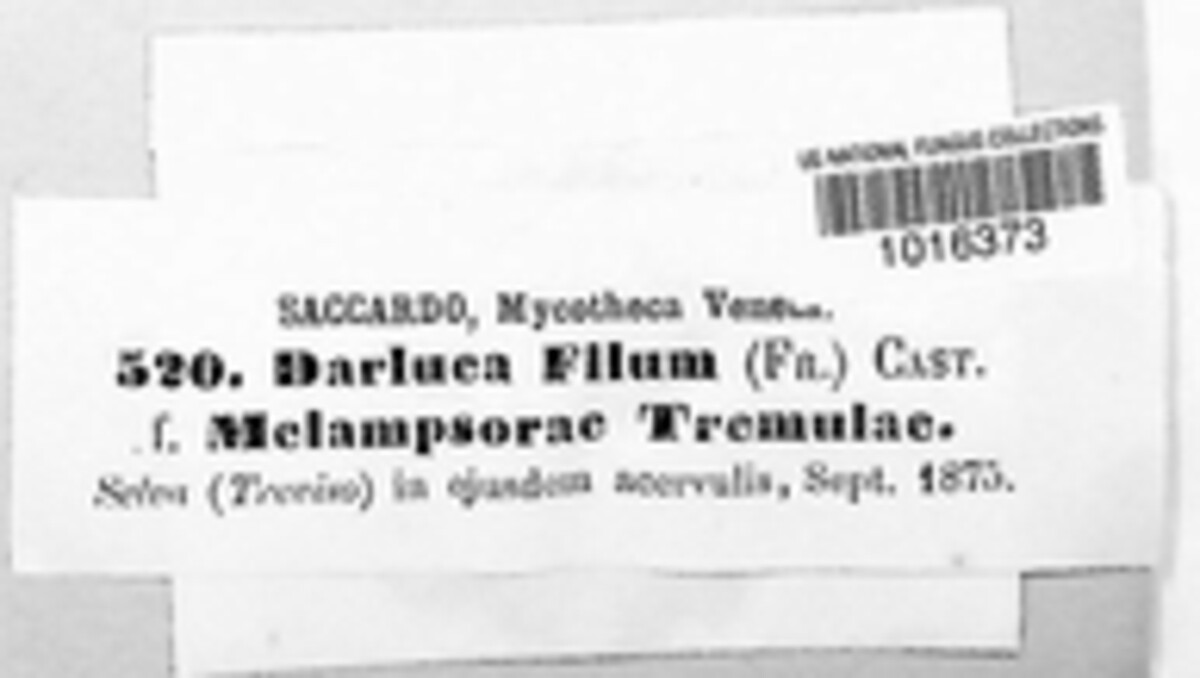 US NATIONAL FUNGUS COLLECTIONS
1016373
SACCARDO, Mycotheca Veneta.
520. Darluca Filum (FR.) CAST.
f. Melampsorae Tremulae.
Selva (Treviso) in ejusdem acervulis, Sept. 1875.